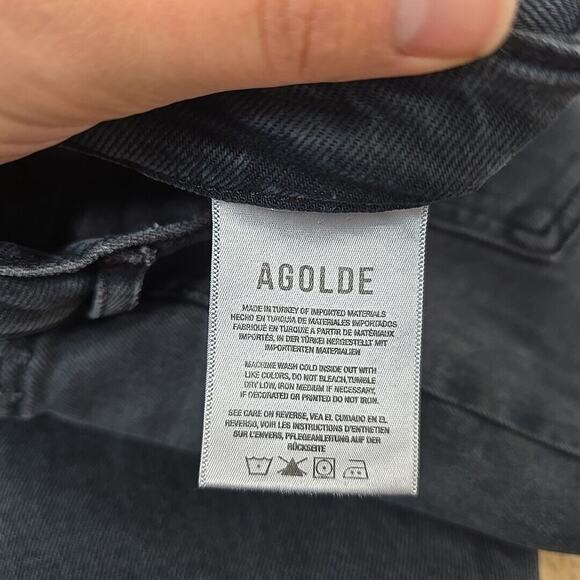 AGOLDE
MADE IN TURKEY OF IMPORTED MATERIALS
HECHO EN TURQUIA DE MATERIALES IMPORTADOS
FABRIQUÉ EN TURQUIE A PARTIR DE MATÉRIAUX
IMPORTÉS, IN DER TÜRKEI HERGESTELLT MIT
IMPORTIERTEN MATERIALIEN
MACHINE WASH COLD INSIDE OUT WITH
LIKE COLORS, DO NOT BLEACH, TUMBLE
DRY LOW, IRON MEDIUM IF NECESSARY,
IF DECORATED OR PRINTED DO NOT IRON.
SEE CARE ON REVERSE, VEA EL CUIDADO EN EL
REVERSO, VOIR LES INSTRUCTIONS D'ENTRETIEN
SUR L'ENVERS, PFLEGEANLEITUNG AUF DER
RÜCKSEITE